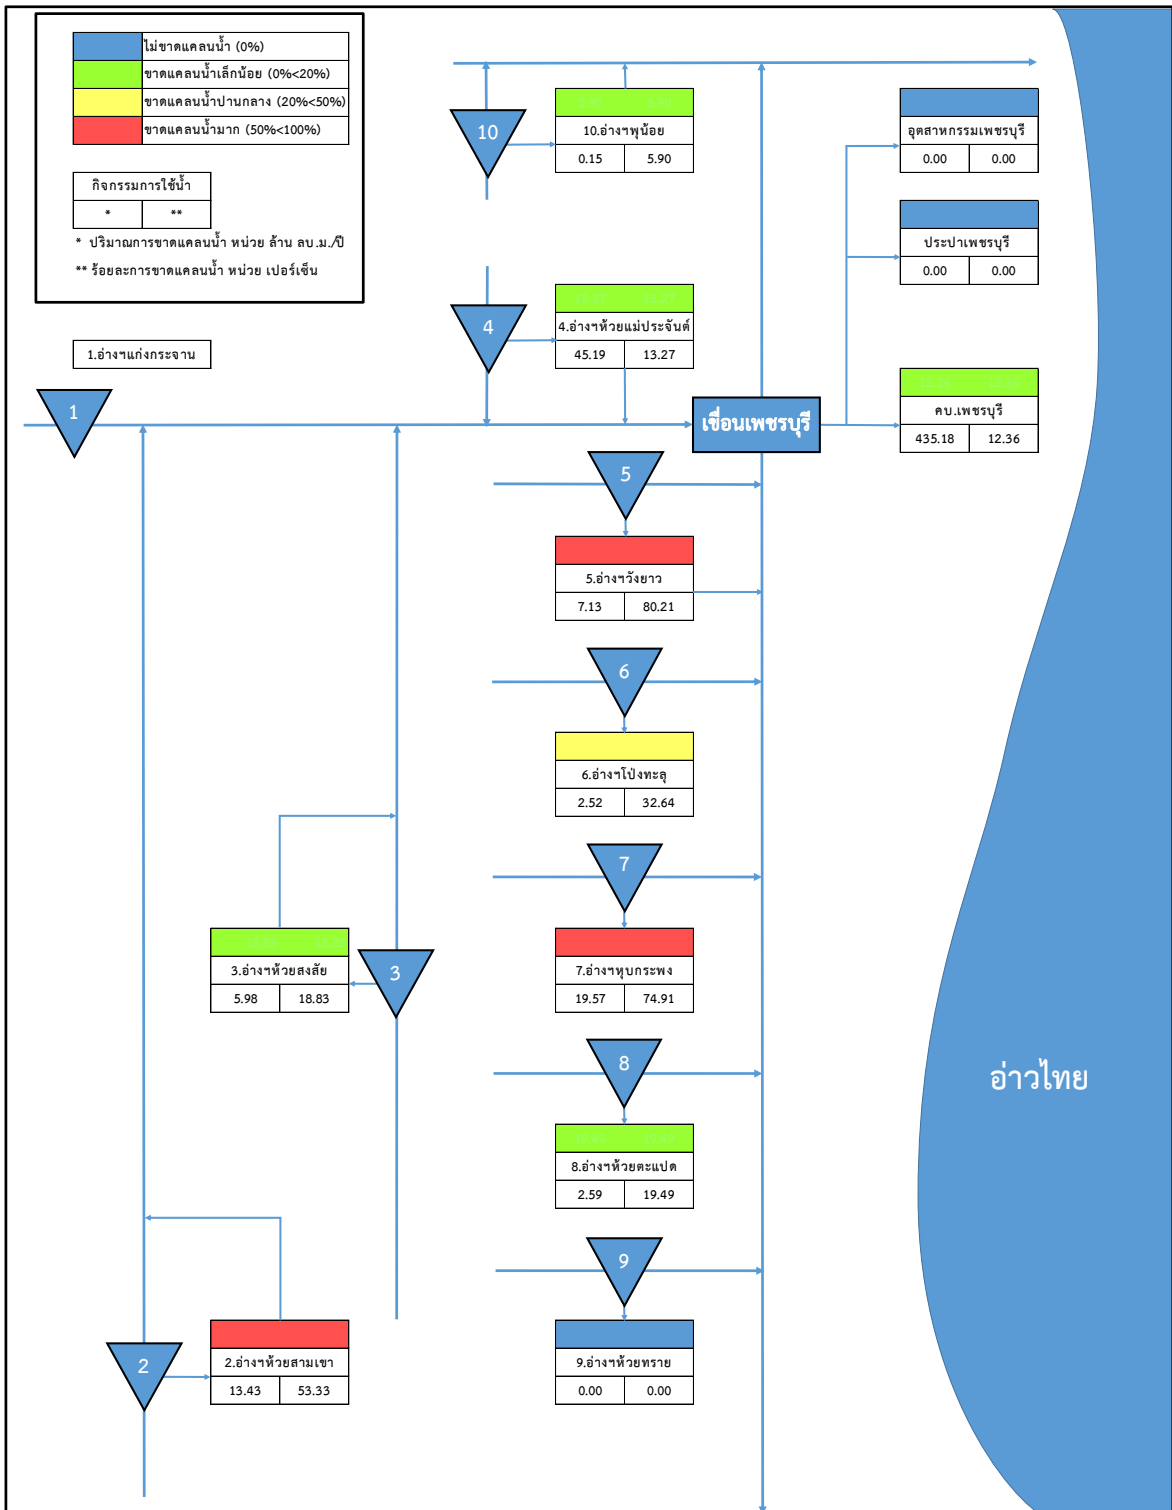 ไม่ขาดแคลนน้ำ (0%)
ขาดแคลนน้ำเล็กน้อย (0%<20%)
ขาดแคลนน้ำปานกลาง (20%<50%)
ขาดแคลนน้ำมาก (50%<100%)
กิจกรรมการใช้น้ำ
* **
* ปริมาณการขาดแคลนน้ำ หน่วย ล้าน ลบ.ม./ปี
** ร้อยละการขาดแคลนน้ำ หน่วย เปอร์เซ็น
10
5.90 5.90
10.อ่างฯพุน้อย
0.15 5.90
อุตสาหกรรมเพชรบุรี
0.00 0.00
ประปาเพชรบุรี
0.00 0.00
4
13.27 13.27
4.อ่างฯห้วยแม่ประจันต์
45.19 13.27
1.อ่างฯแก่งกระจาน
1
เขื่อนเพชรบุรี
12.36 12.36
คบ.เพชรบุรี
435.18 12.36
5
5.อ่างฯวังยาว
7.13 80.21
6
6.อ่างฯโป่งทะลุ
2.52 32.64
7
7.อ่างฯหุบกระพง
19.57 74.91
18.83
3.อ่างฯห้วยสงสัย
5.98 18.83
3
8
19.49 19.49
8.อ่างฯห้วยตะแปด
2.59 19.49
อ่าวไทย
9
9.อ่างฯห้วยทราย
0.00 0.00
2
2.อ่างฯห้วยสามเขา
13.43 53.33